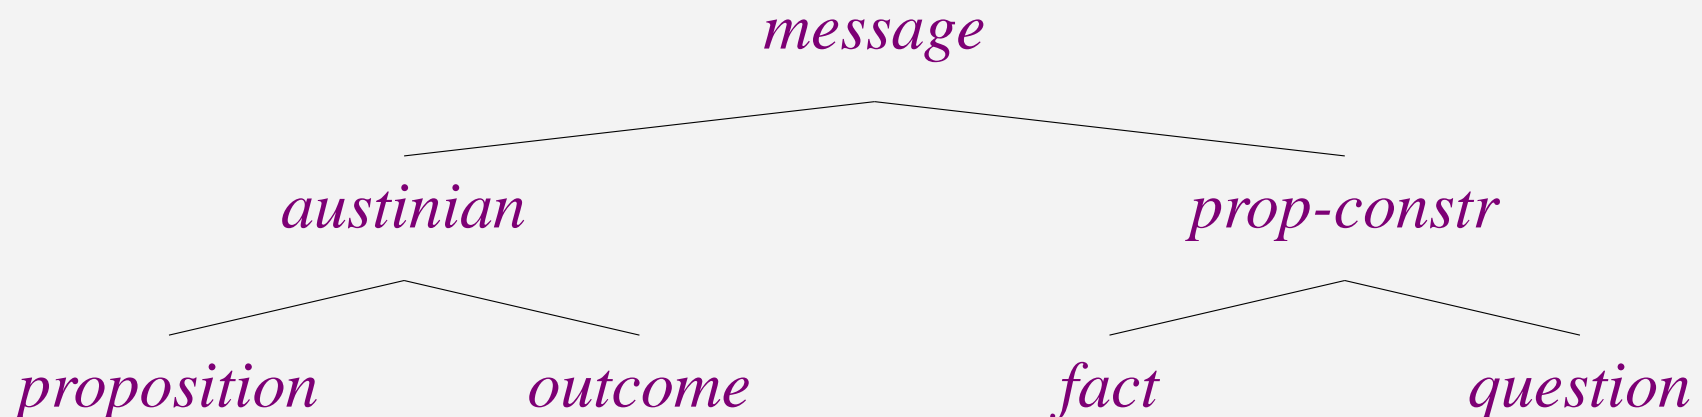 message
austinian prop-constr
proposition outcome fact question